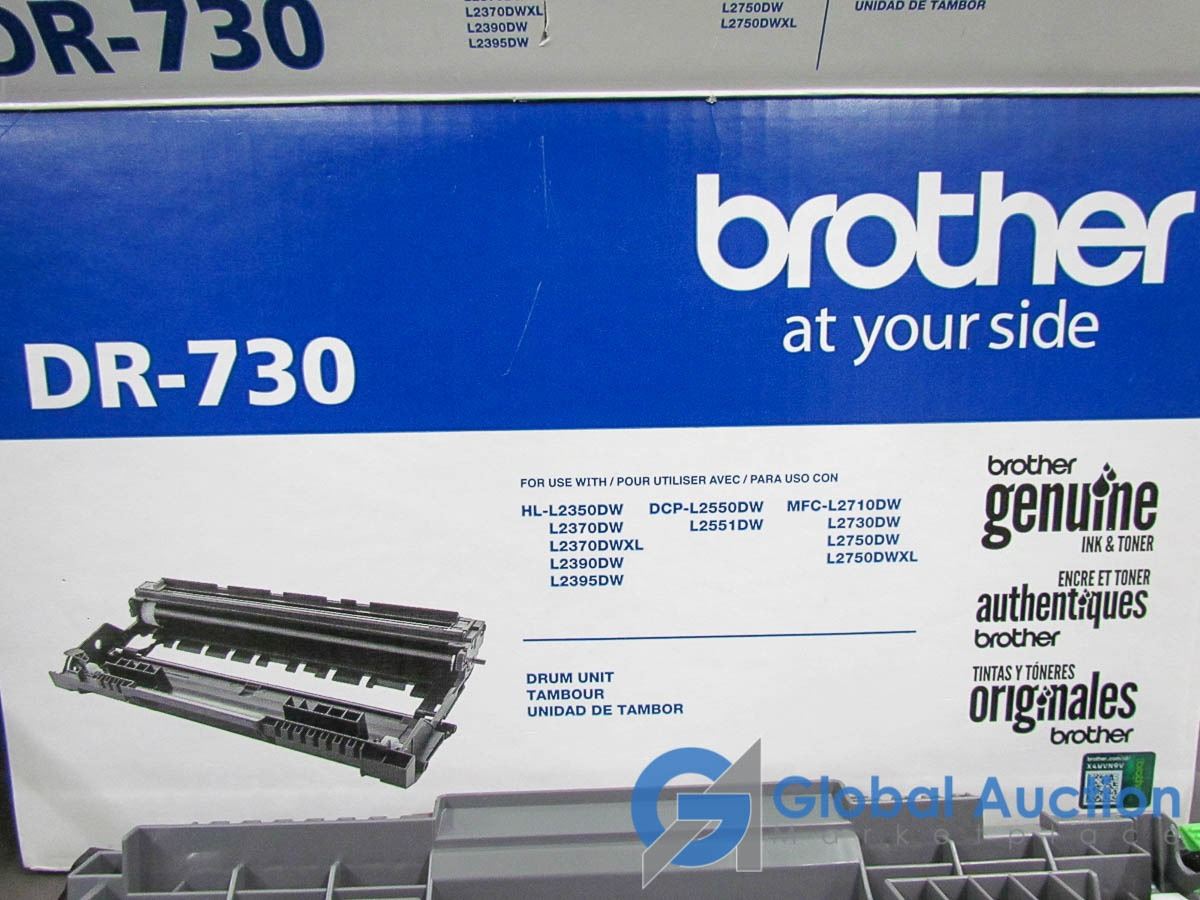 DR-730
L2370DWXL
L2390DW
L2395DW
L2750DW
L2750DWXL
UNIDAD DE TAMBOR
brother
at your side
DR-730
FOR USE WITH / POUR UTILISER AVEC / PARA USO CON
HL-L2350DW DCP-L2550DW MFC-L2710DW
L2370DW L2551DW L2730DW
L2370DWXL L2750DW
L2390DW L2750DWXL
L2395DW
DRUM UNIT
TAMBOUR
UNIDAD DE TAMBOR
brother
genuine
INK & TONER
ENCRE ET TONER
authentiques
brother
TINTAS Y TÓNERES
originales
brother
Global Auction
Marketplace